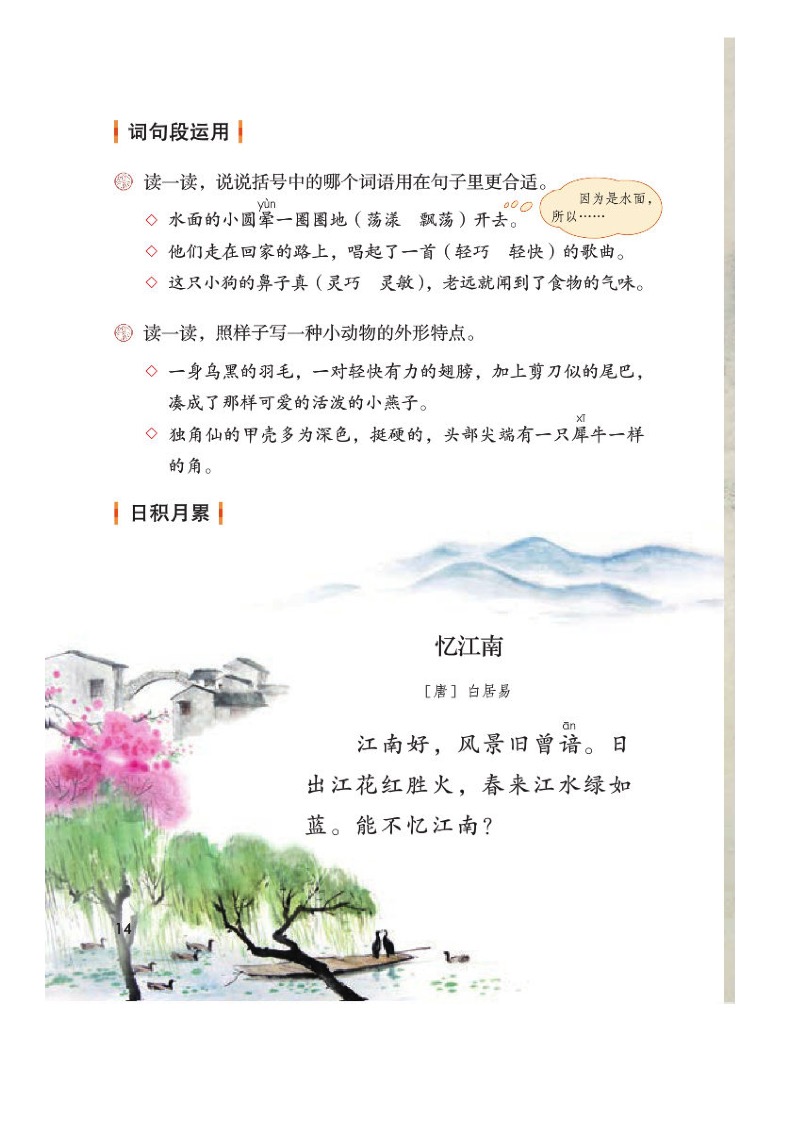 词句段运用
读一读，说说括号中的哪个词语用在句子里更合适。
因为是水面，
所以……
yùn
水面的小圆晕一圈圈地（荡漾　飘荡）开去。
他们走在回家的路上，唱起了一首（轻巧　轻快）的歌曲。
这只小狗的鼻子真（灵巧　灵敏），老远就闻到了食物的气味。
读一读，照样子写一种小动物的外形特点。
一身乌黑的羽毛，一对轻快有力的翅膀，加上剪刀似的尾巴，
凑成了那样可爱的活泼的小燕子。
xī
独角仙的甲壳多为深色，挺硬的，头部尖端有一只犀牛一样
的角。
日积月累
忆江南
［唐］白居易
ān
江南好，风景旧曾谙。日
出江花红胜火，春来江水绿如
蓝。能不忆江南？
14